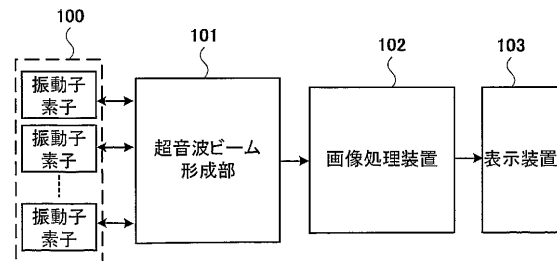 100
101
102
103
振動子
素子
振動子
素子
振動子
素子
超音波ビーム
形成部
画像処理装置
表示装置